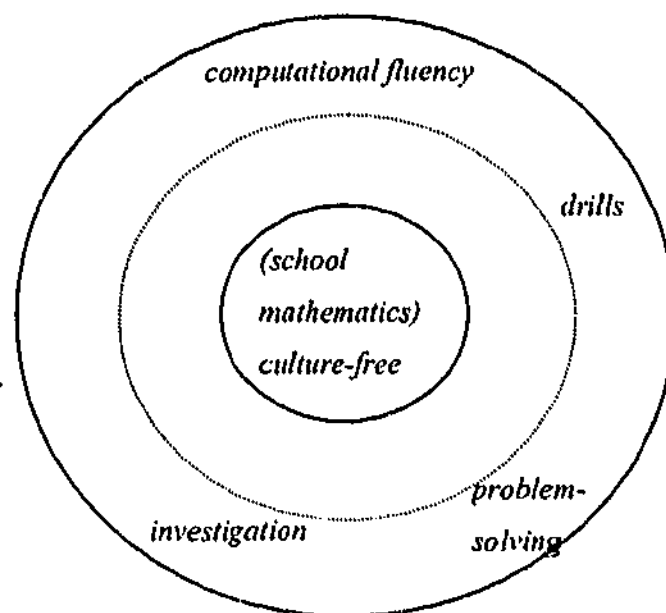 computational fluency
drills
(school
mathematics)
culture-free
problem-
solving
investigation